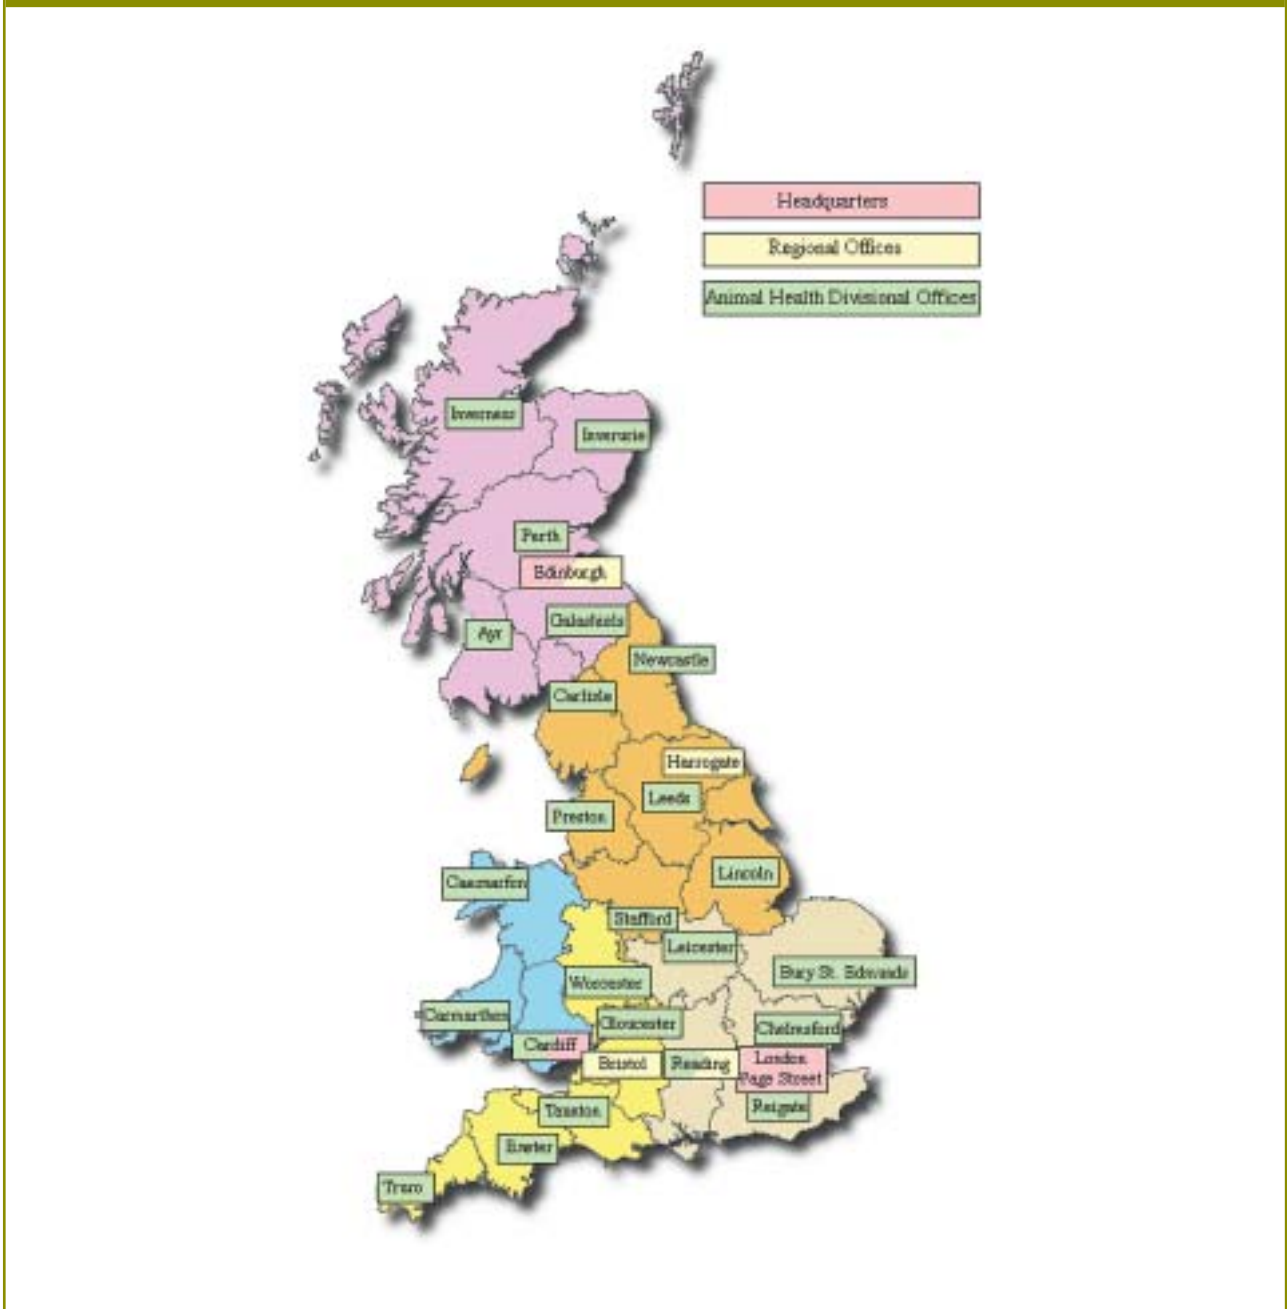 Headquarters
Regional Offices
Animal Health Divisional Offices
Inverness
Inverurie
Perth
Edinburgh
Galashiels
Ayr
Newcastle
Carlisle
Harrogate
Leeds
Preston
Lincoln
Caernarfon
Stafford
Leicester
Bury St. Edmunds
Worcester
Carmarthen
Gloucester
Chelmsford
Cardiff
Bristol
Reading
London
Page Street
Reigate
Taunton
Exeter
Truro